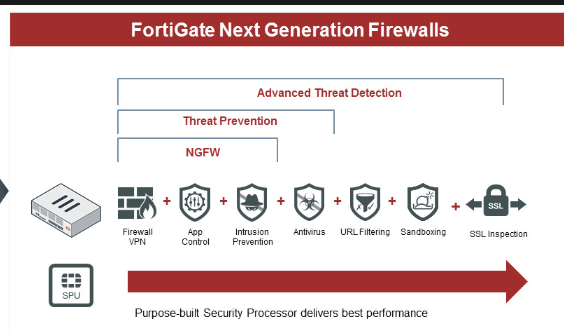 FortiGate Next Generation Firewalls
Advanced Threat Detection
Threat Prevention
NGFW
SSL
Firewall
VPN
App
Control
Intrusion
Prevention
Antivirus
URL Filtering
Sandboxing
SSL Inspection
SPU
Purpose-built Security Processor delivers best performance